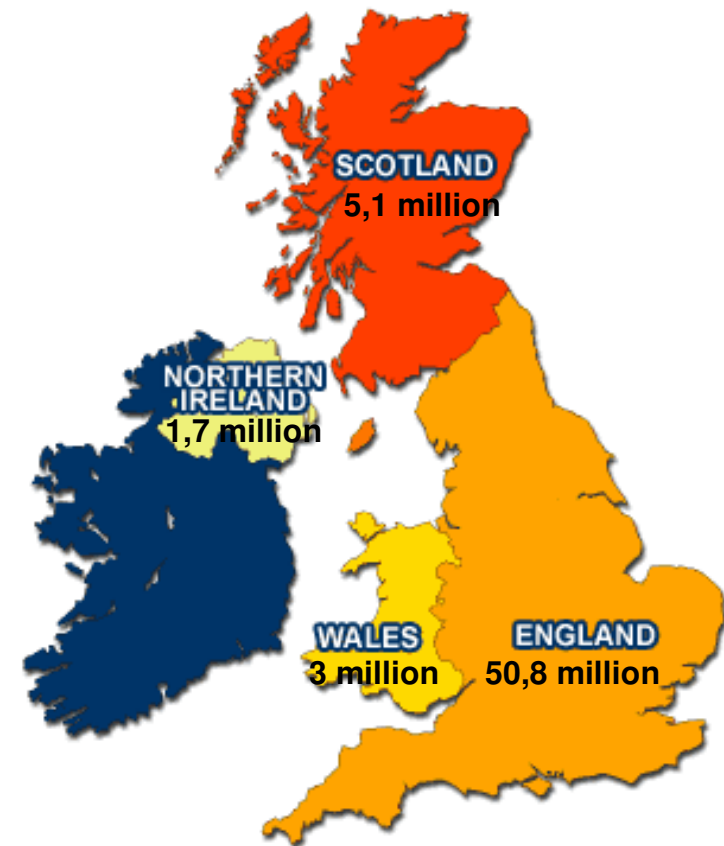 SCOTLAND
5,1 million
NORTHERN
IRELAND
1,7 million
WALES
3 million
ENGLAND
50,8 million